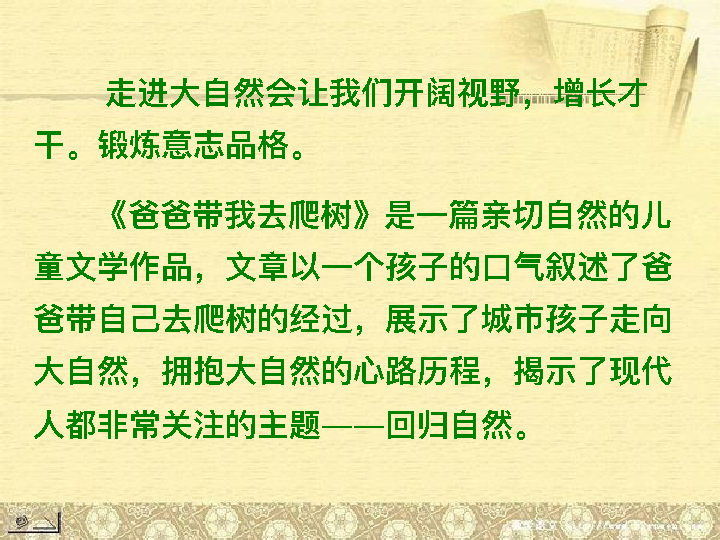 走进大自然会让我们开阔视野，增长才
干。锻炼意志品格。
《爸爸带我去爬树》是一篇亲切自然的儿
童文学作品，文章以一个孩子的口气叙述了爸
爸带自己去爬树的经过，展示了城市孩子走向
大自然，拥抱大自然的心路历程，揭示了现代
人都非常关注的主题——回归自然。